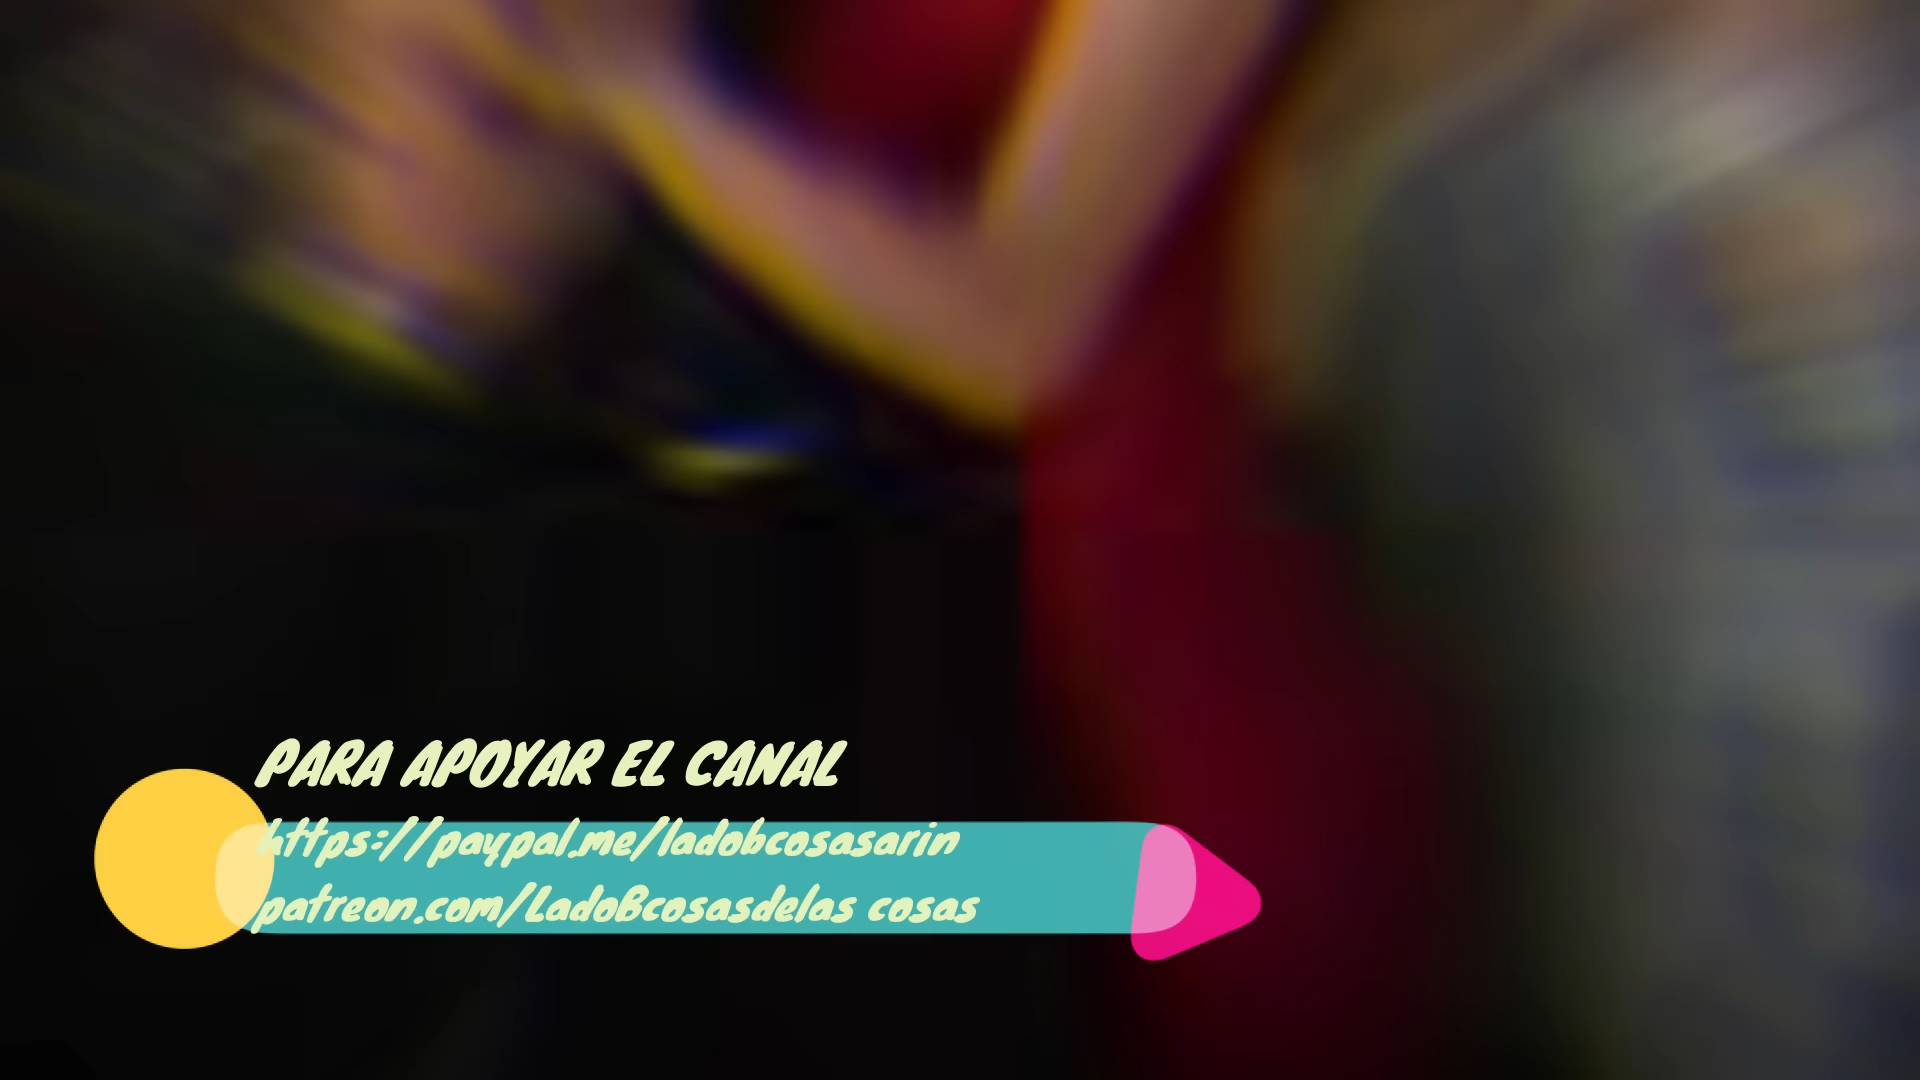 PARA APOYAR EL CANAL
https://paypal.me/ladobcosasarin
patreon.com/LadoBcosasdelas cosas